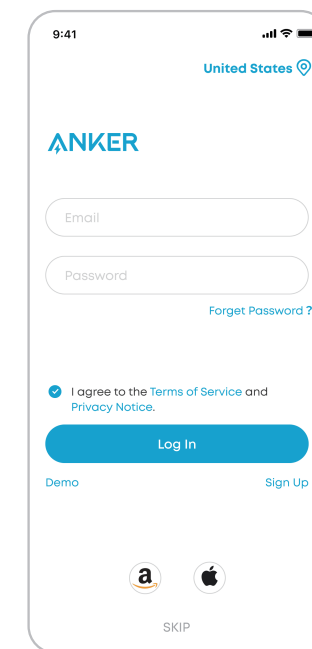 9:41
United States
ANKER
Email
Password
Forget Password ?
I agree to the Terms of Service and
Privacy Notice.
Log In
Demo
Sign Up
a
SKIP